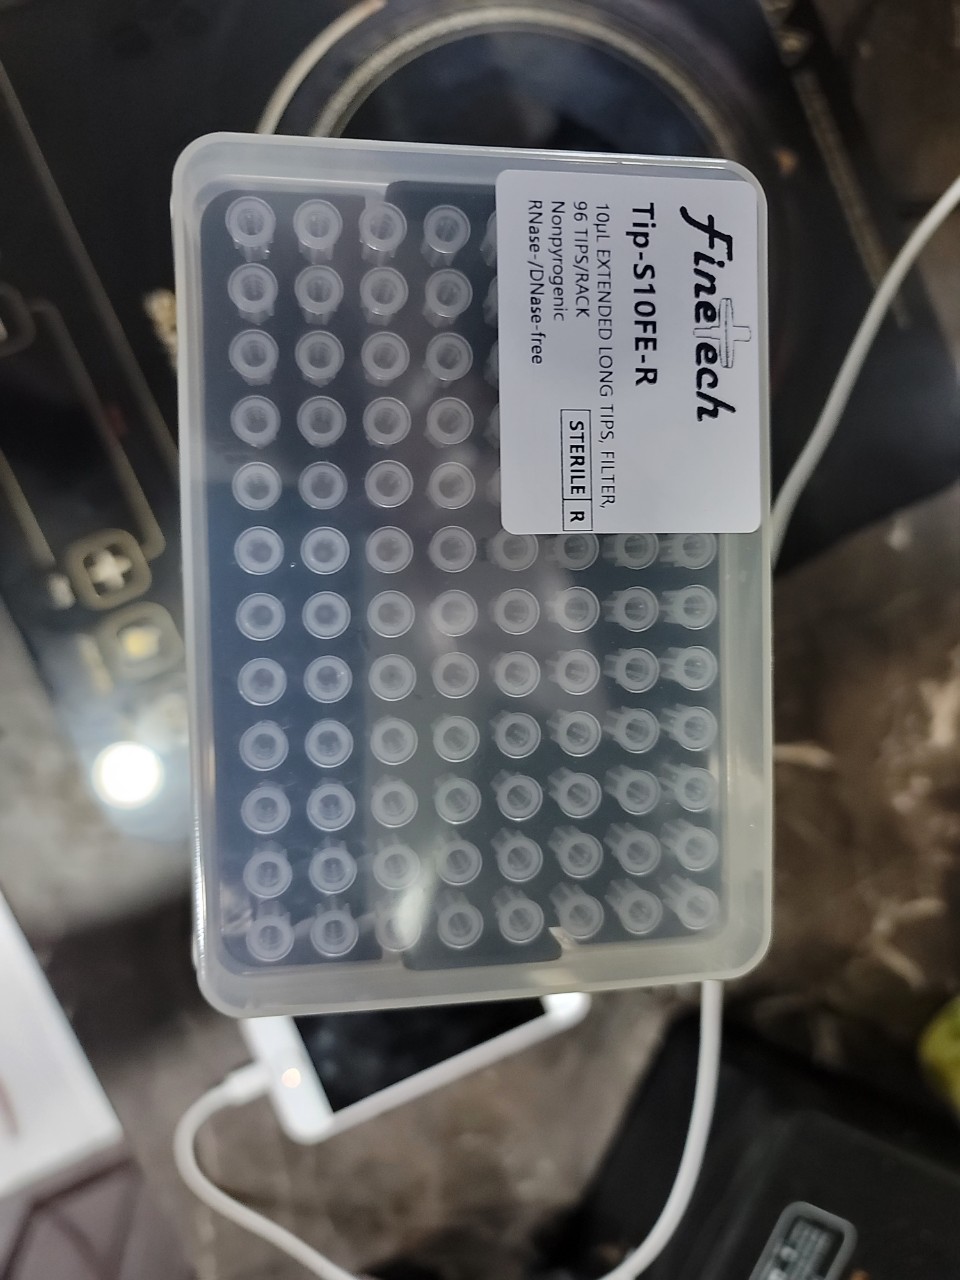 finetech
Tip-S10FE-R
10µL EXTENDED LONG TIPS, FILTER,
96 TIPS/RACK
Nonpyrogenic
RNase-/DNase-free
STERILE R